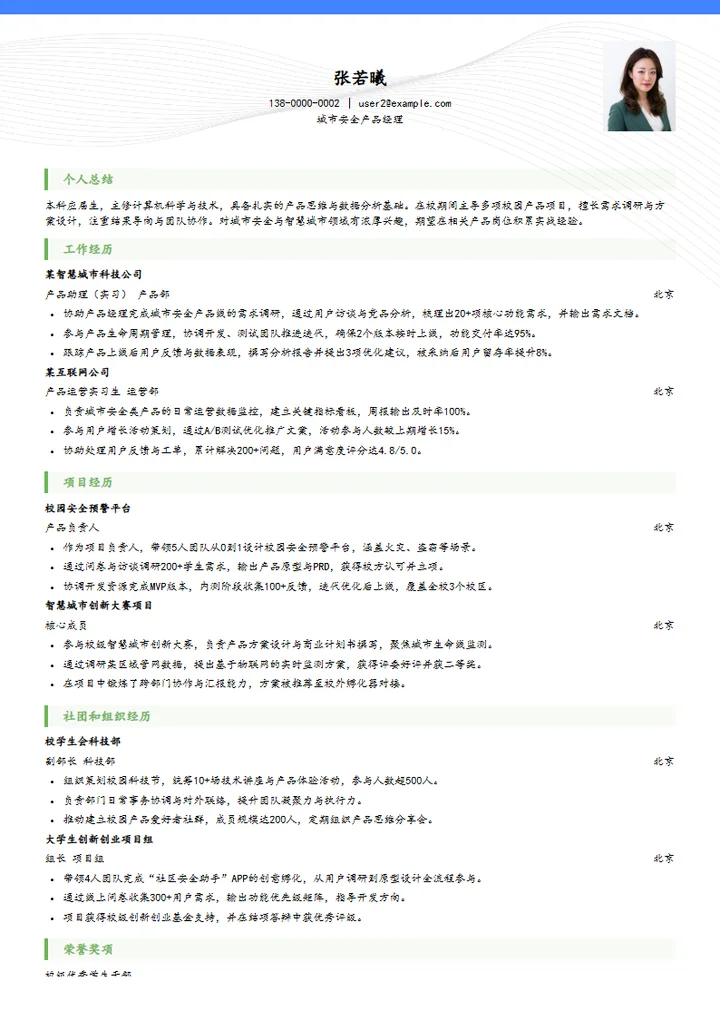 张若曦
138-0000-0002 | user2@example.com
城市安全产品经理
个人总结
本科应届生，主修计算机科学与技术，具备扎实的产品思维与数据分析基础。在校期间主导多项校园产品项目，擅长需求调研与方
案设计，注重结果导向与团队协作。对城市安全与智慧城市领域有浓厚兴趣，期望在相关产品岗位积累实战经验。
工作经历
某智慧城市科技公司
产品助理（实习） 产品部 北京
• 协助产品经理完成城市安全产品线的需求调研，通过用户访谈与竞品分析，梳理出20+项核心功能需求，并输出需求文档。
• 参与产品生命周期管理，协调开发、测试团队推进迭代，确保2个版本按时上线，功能交付率达95%。
• 跟踪产品上线后用户反馈与数据表现，撰写分析报告并提出3项优化建议，被采纳后用户留存率提升8%。
某互联网公司
产品运营实习生 运营部 北京
• 负责城市安全类产品的日常运营数据监控，建立关键指标看板，周报输出及时率100%。
• 参与用户增长活动策划，通过A/B测试优化推广文案，活动参与人数较上期增长15%。
• 协助处理用户反馈与工单，累计解决200+问题，用户满意度评分达4.8/5.0。
项目经历
校园安全预警平台
产品负责人 北京
• 作为项目负责人，带领5人团队从0到1设计校园安全预警平台，涵盖火灾、盗窃等场景。
• 通过问卷与访谈调研200+学生需求，输出产品原型与PRD，获得校方认可并立项。
• 协调开发资源完成MVP版本，内测阶段收集100+反馈，迭代优化后上线，覆盖全校3个校区。
智慧城市创新大赛项目
核心成员 北京
• 参与校级智慧城市创新大赛，负责产品方案设计与商业计划书撰写，聚焦城市生命线监测。
• 通过调研某区域管网数据，提出基于物联网的实时监测方案，获得评委好评并获二等奖。
• 在项目中锻炼了跨部门协作与汇报能力，方案被推荐至校外孵化器对接。
社团和组织经历
校学生会科技部
副部长 科技部 北京
• 组织策划校园科技节，统筹10+场技术讲座与产品体验活动，参与人数超500人。
• 负责部门日常事务协调与对外联络，提升团队凝聚力与执行力。
• 推动建立校园产品爱好者社群，成员规模达200人，定期组织产品思维分享会。
大学生创新创业项目组
组长 项目组 北京
• 带领4人团队完成“社区安全助手”APP的创意孵化，从用户调研到原型设计全流程参与。
• 通过线上问卷收集300+用户需求，输出功能优先级矩阵，指导开发方向。
• 项目获得校级创新创业基金支持，并在结项答辩中获优秀评级。
荣誉奖项
校级优秀学生干部